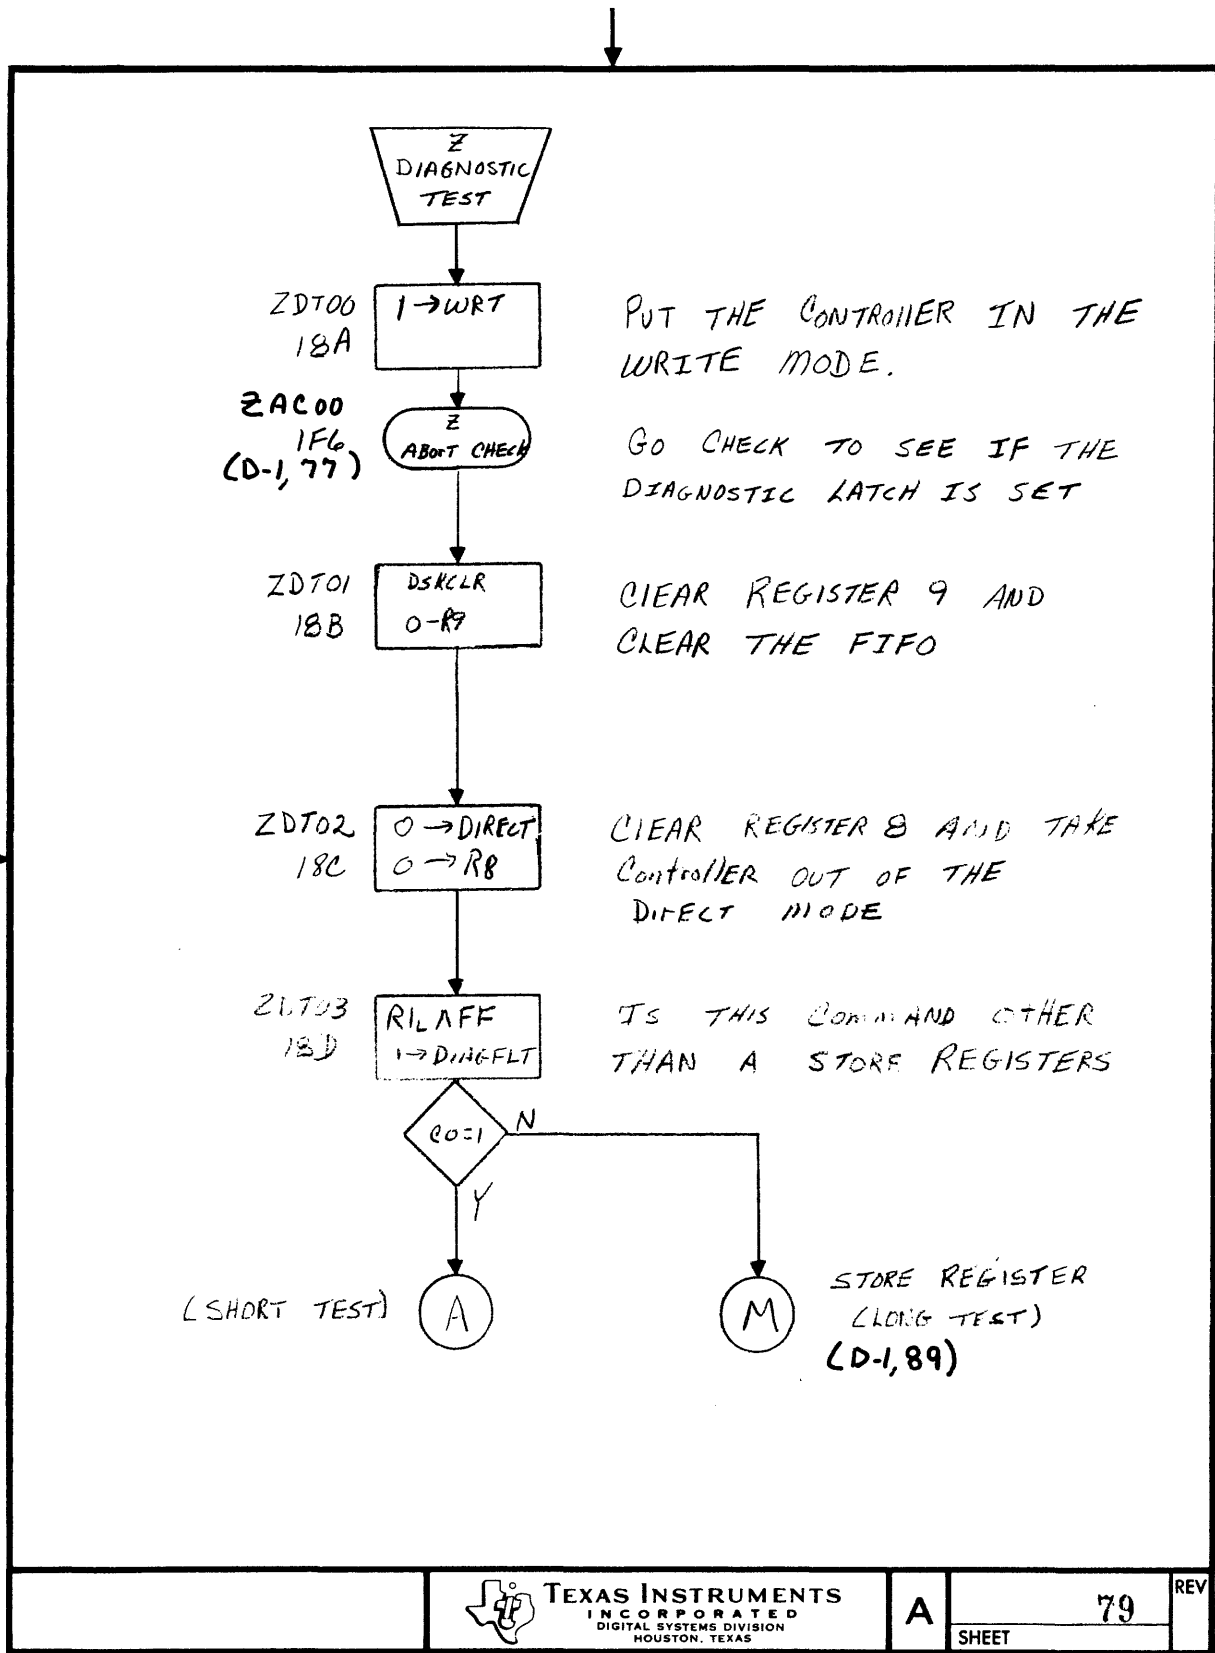 Z
DIAGNOSTIC
TEST
ZDT00
18A
1→WRT
PUT THE CONTROllER IN THE
WRITE MODE.
ZAC00
1F6
(D-1, 77)
Z
ABORT CHECK
GO CHECK TO SEE IF THE
DIAGNOSTIC LATCH IS SET
ZDT01
18B
DSKCLR
0-R9
ClEAR REGISTER 9 AND
CLEAR THE FIFO
ZDT02
18C
0→DIRECT
0→R8
ClEAR REGISTER 8 AND TAKE
ControllER OUT OF THE
DIrECT MODE
ZDT03
18D
R1L∧FF
1→DIAGFLT
IS THIS COMMAND OTHER
THAN A STORE REGISTERS
C0=1
N
Y
(SHORT TEST)
A
M
STORE REGISTER
(LONG TEST)
(D-1, 89)
TEXAS INSTRUMENTS
INCORPORATED
DIGITAL SYSTEMS DIVISION
HOUSTON, TEXAS
A
79
SHEET
REV